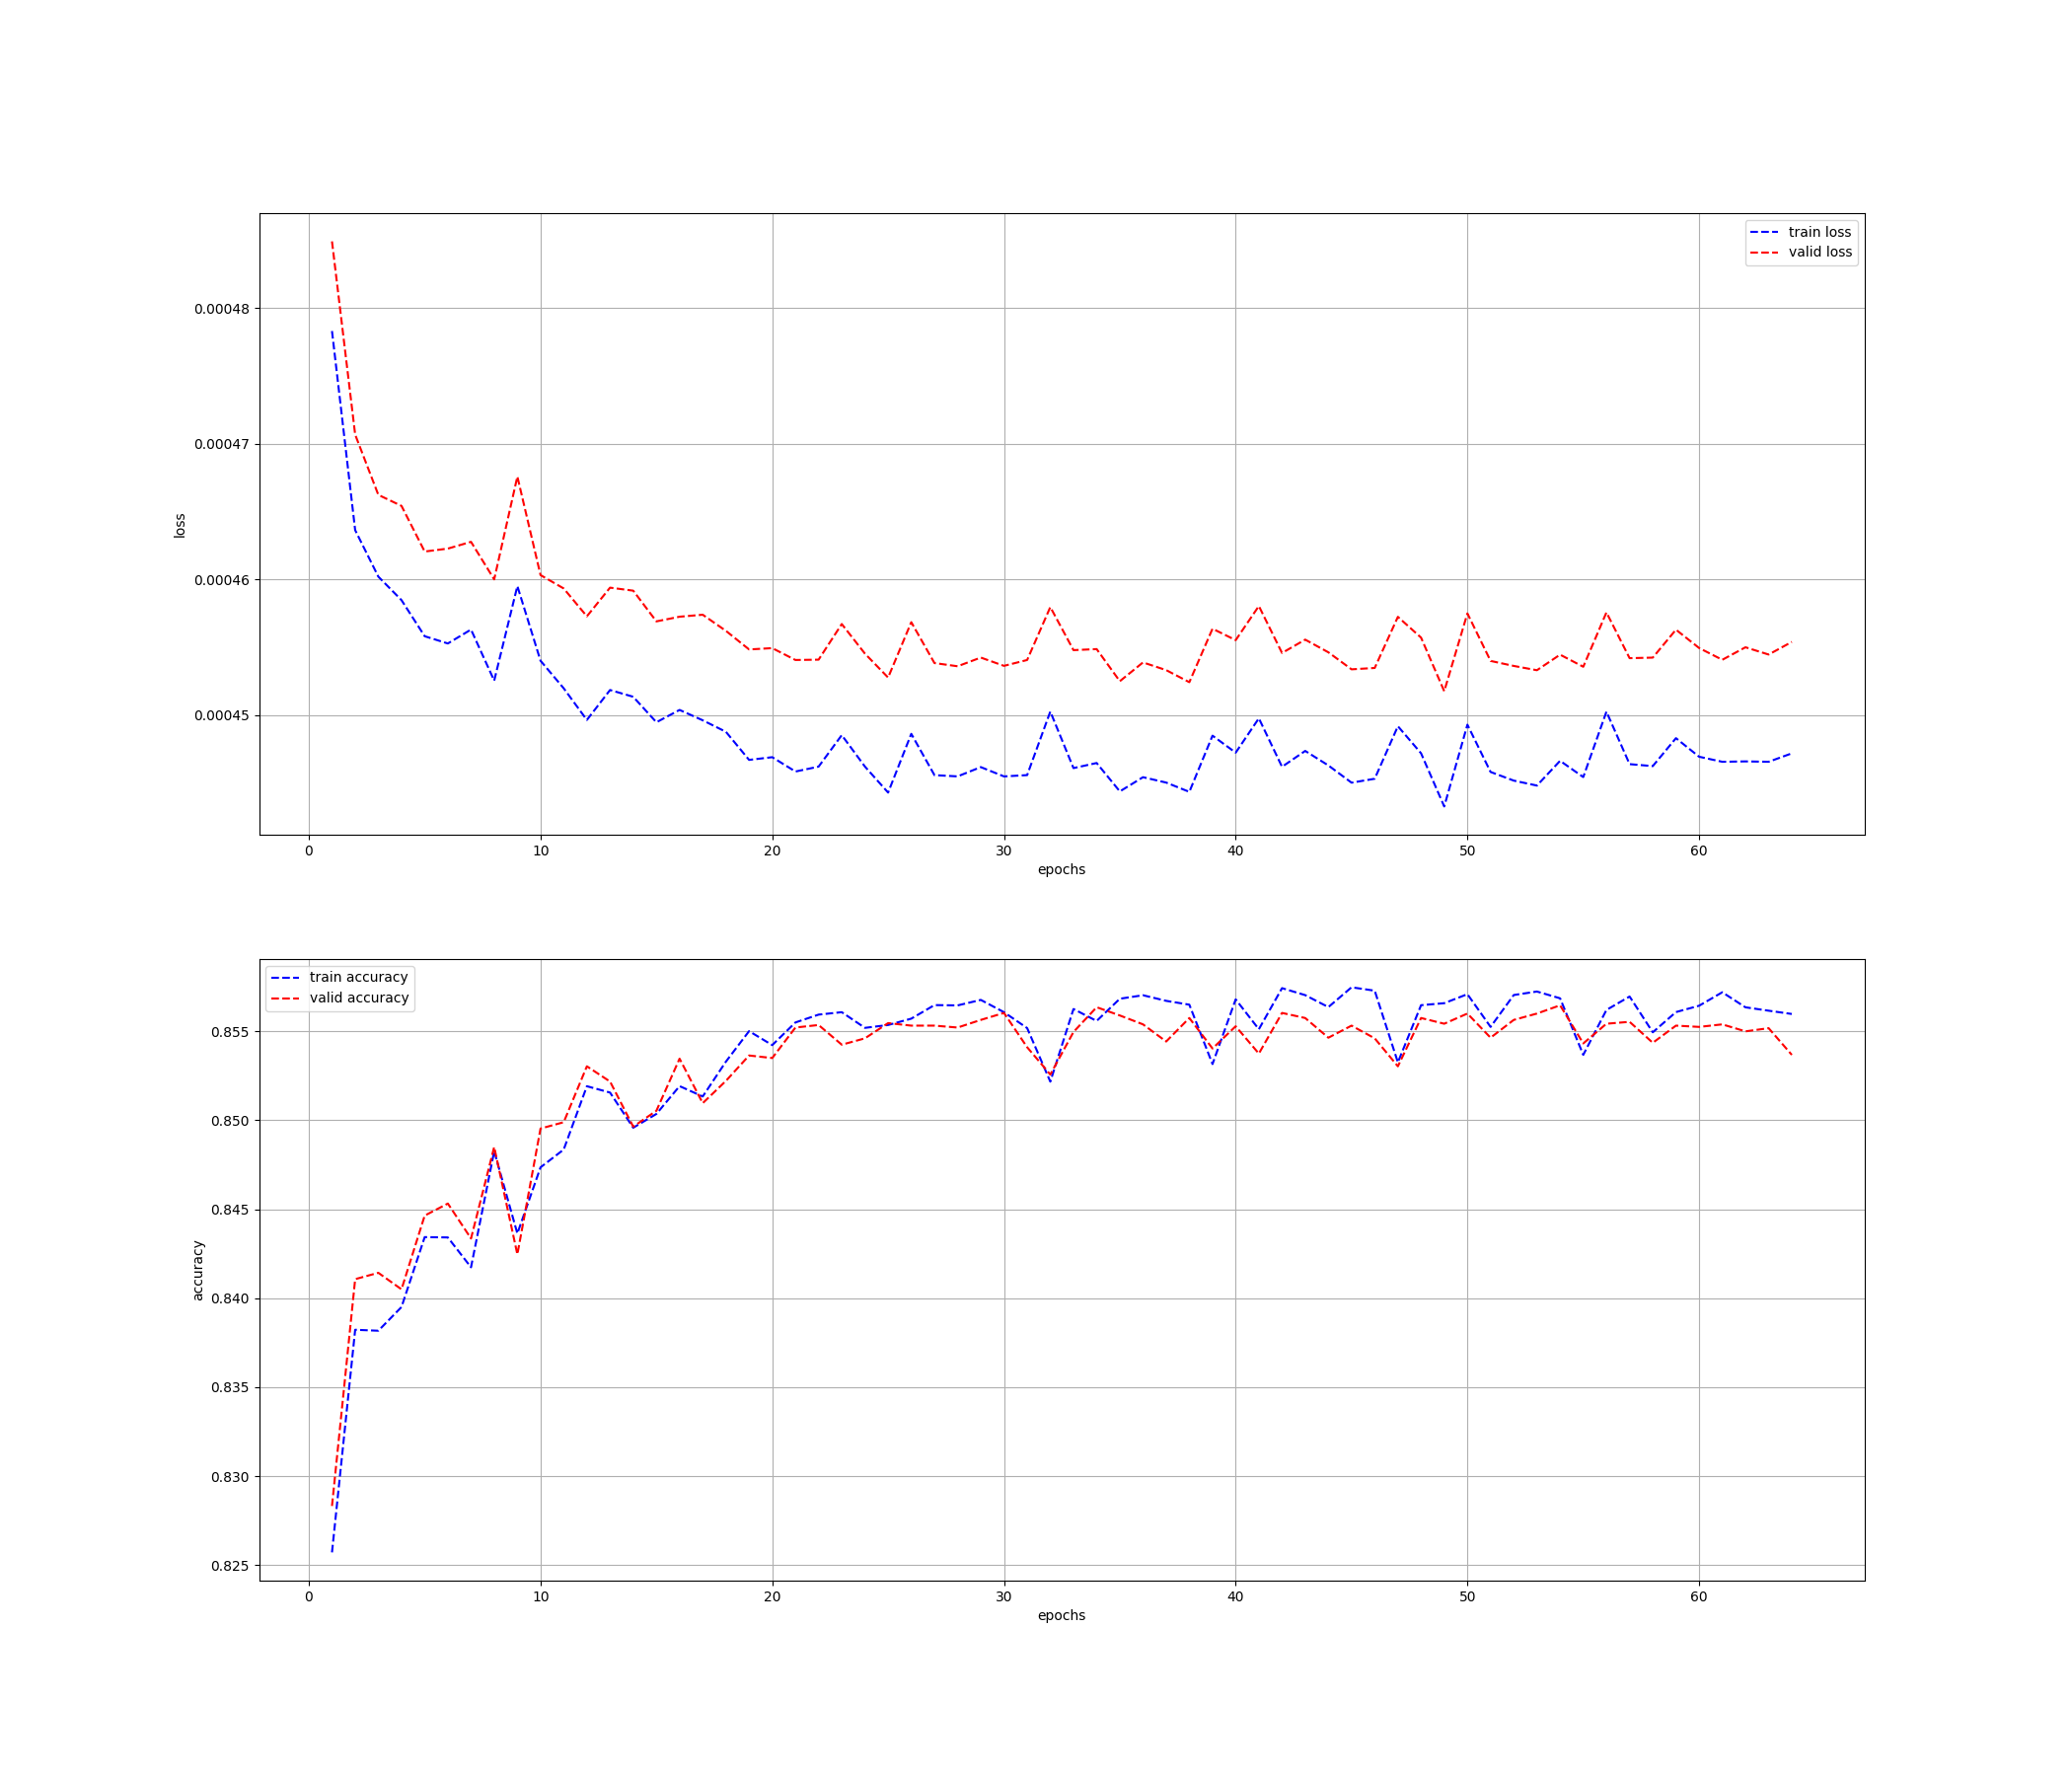 train loss
valid loss
0.00048
0.00047
loss
0.00046
0.00045
0 10 20 30 40 50 60
epochs
train accuracy
valid accuracy
0.855
0.850
0.845
accuracy
0.840
0.835
0.830
0.825
0 10 20 30 40 50 60
epochs